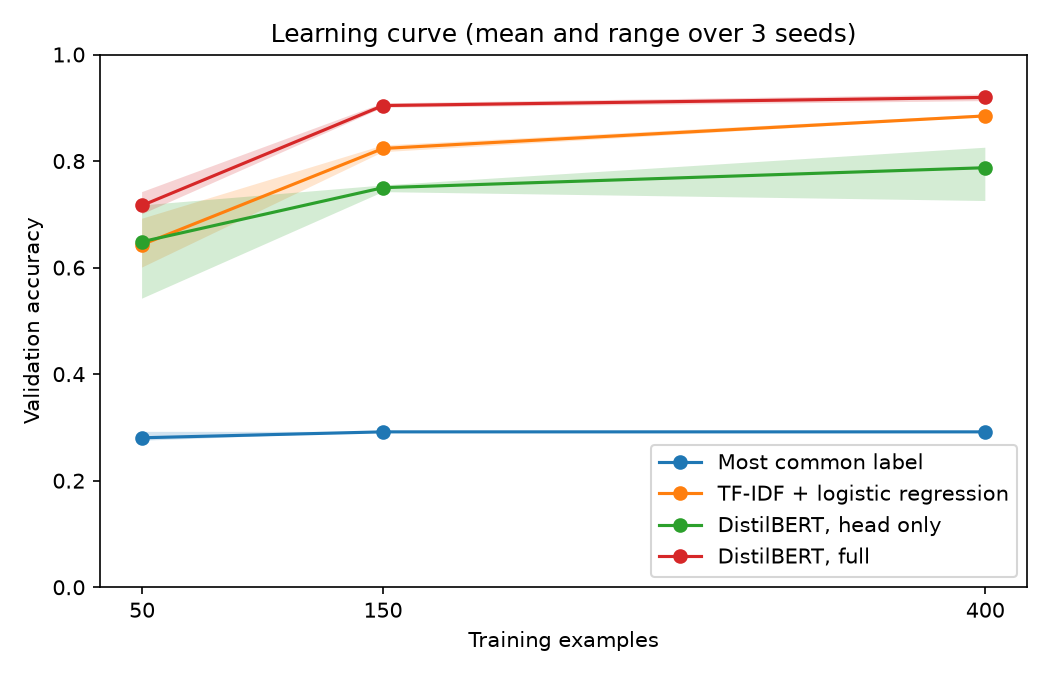 Learning curve (mean and range over 3 seeds)
1.0
0.8
0.6
0.4
0.2
0.0
Validation accuracy
50
150
400
Training examples
Most common label
TF-IDF + logistic regression
DistilBERT, head only
DistilBERT, full